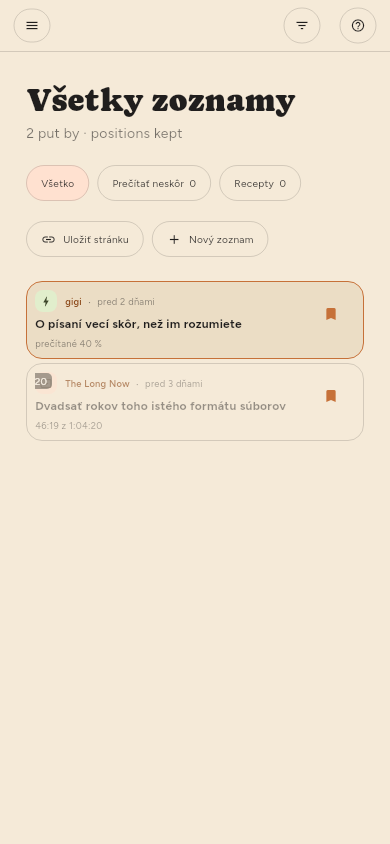 Všetky zoznamy
2 put by · positions kept
Všetko
Prečítať neskôr 0
Recepty 0
Uložiť stránku
Nový zoznam
gigi · pred 2 dňami
O písaní vecí skôr, než im rozumiete
prečítané 40 %
20
The Long Now · pred 3 dňami
Dvadsať rokov toho istého formátu súborov
46:19 z 1:04:20